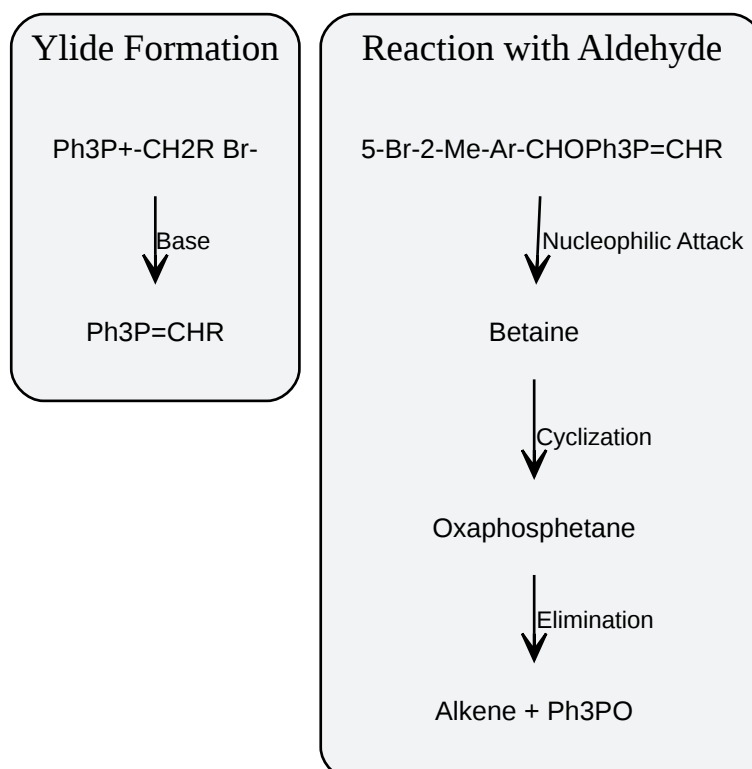 Ylide Formation
Ph3P+-CH2R Br-
Base
Ph3P=CHR
Reaction with Aldehyde
5-Br-2-Me-Ar-CHOPh3P=CHR
Nucleophilic Attack
Betaine
Cyclization
Oxaphosphetane
Elimination
Alkene + Ph3PO